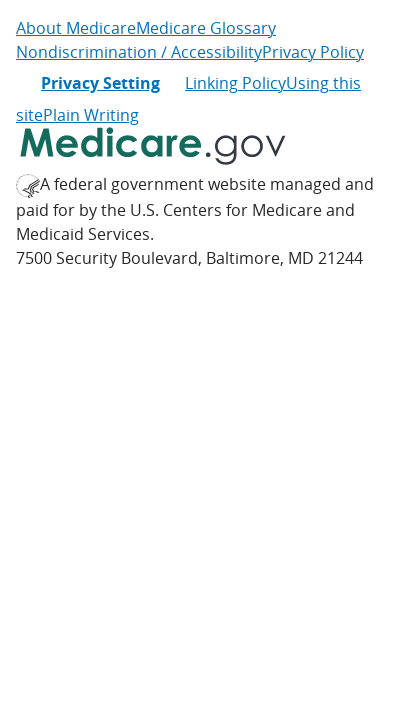 About MedicareMedicare Glossary
Nondiscrimination / AccessibilityPrivacy Policy
Privacy Setting Linking PolicyUsing this
sitePlain Writing
Medicare.gov
A federal government website managed and
paid for by the U.S. Centers for Medicare and
Medicaid Services.
7500 Security Boulevard, Baltimore, MD 21244